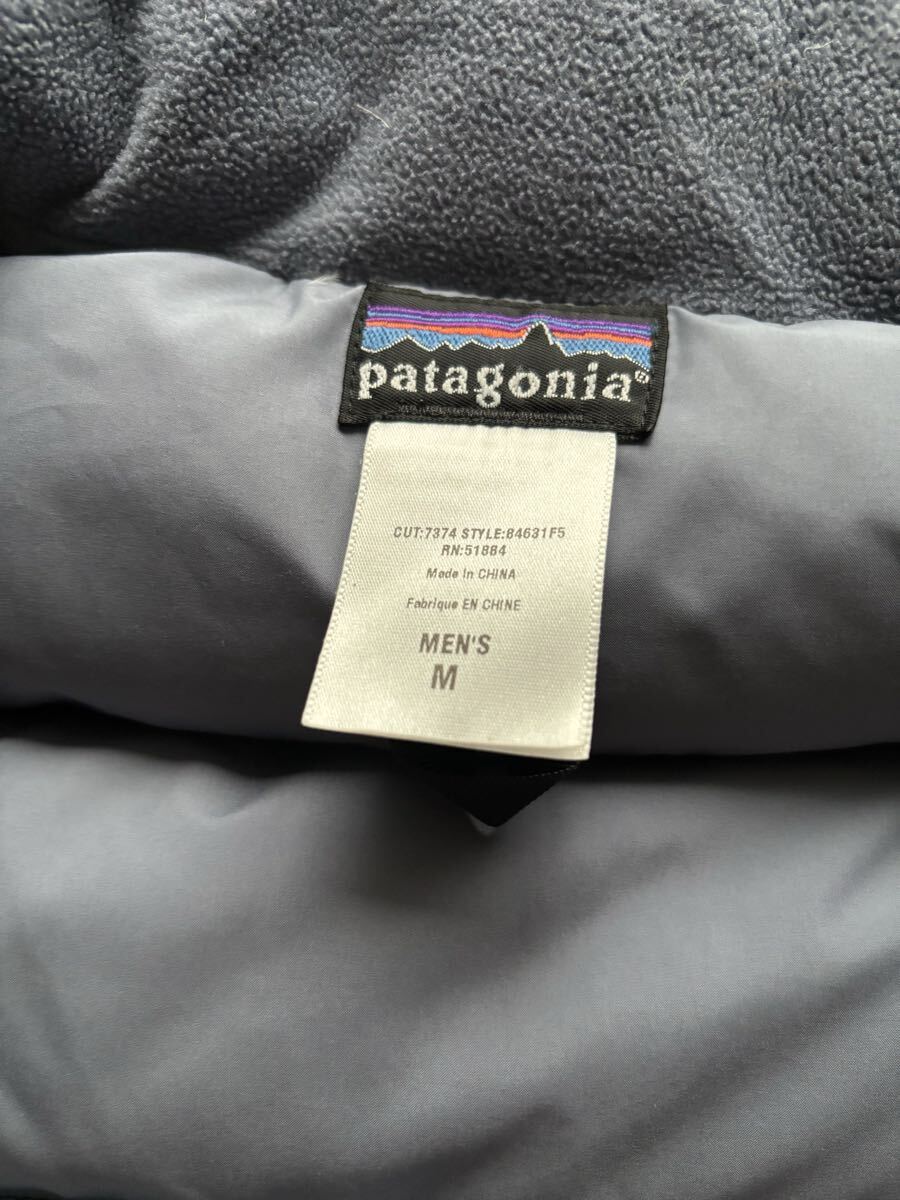 patagonia®
CUT:7374 STYLE:84631F5
RN:51884
Made In CHINA
Fabrique EN CHINE
MEN'S
M